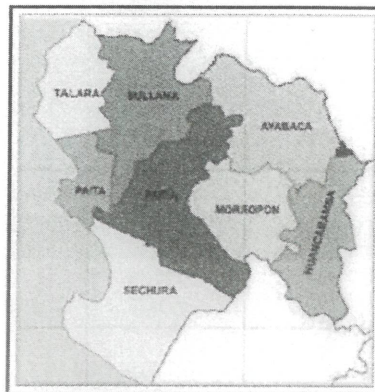 TALARA
SULLANA
AYABACA
PAITA
PIURA
MORROPON
HUANCABAMBA
SECHURA